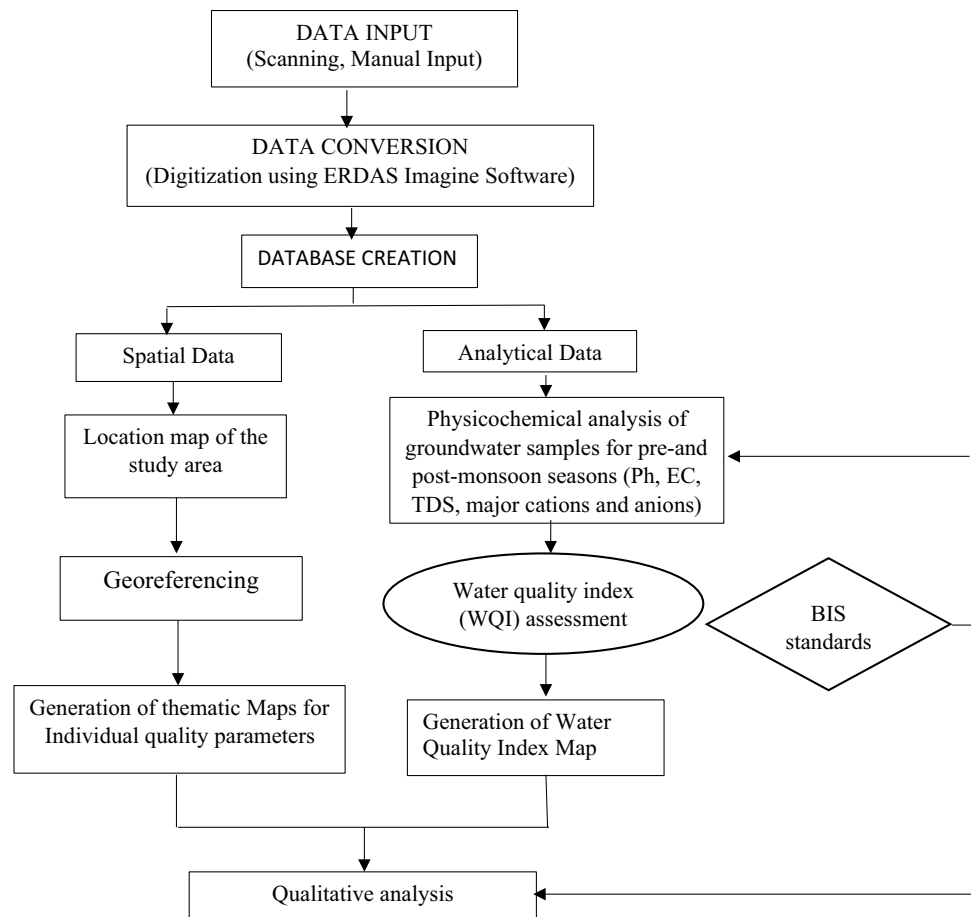 DATA INPUT
(Scanning, Manual Input)
DATA CONVERSION
(Digitization using ERDAS Imagine Software)
DATABASE CREATION
Spatial Data
Analytical Data
Location map of the
study area
Physicochemical analysis of
groundwater samples for pre-and
post-monsoon seasons (Ph, EC,
TDS, major cations and anions)
Georeferencing
Water quality index
(WQI) assessment
BIS
standards
Generation of thematic Maps for
Individual quality parameters
Generation of Water
Quality Index Map
Qualitative analysis